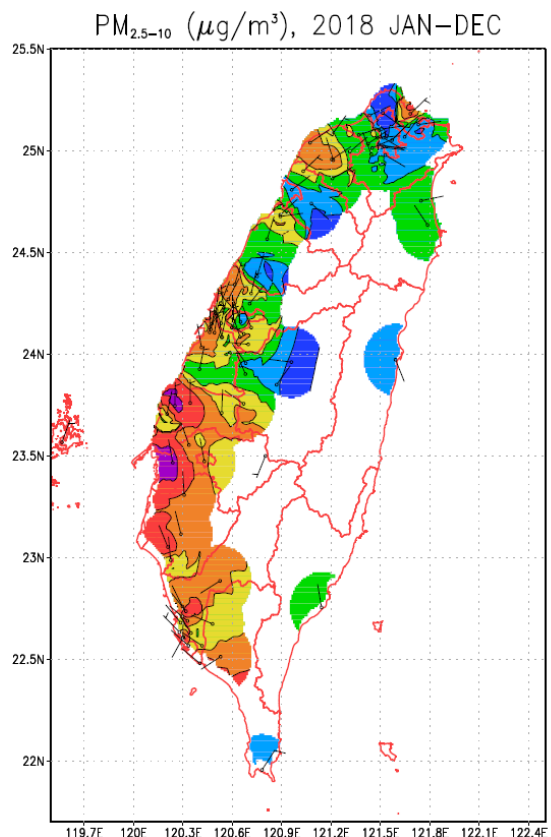 PM2.5−10 (μg/m³), 2018 JAN−DEC
25.5N
25N
24.5N
24N
23.5N
23N
22.5N
22N
119.7E 120E 120.3E 120.6E 120.9E 121.2E 121.5E 121.8E 122.1E 122.4E